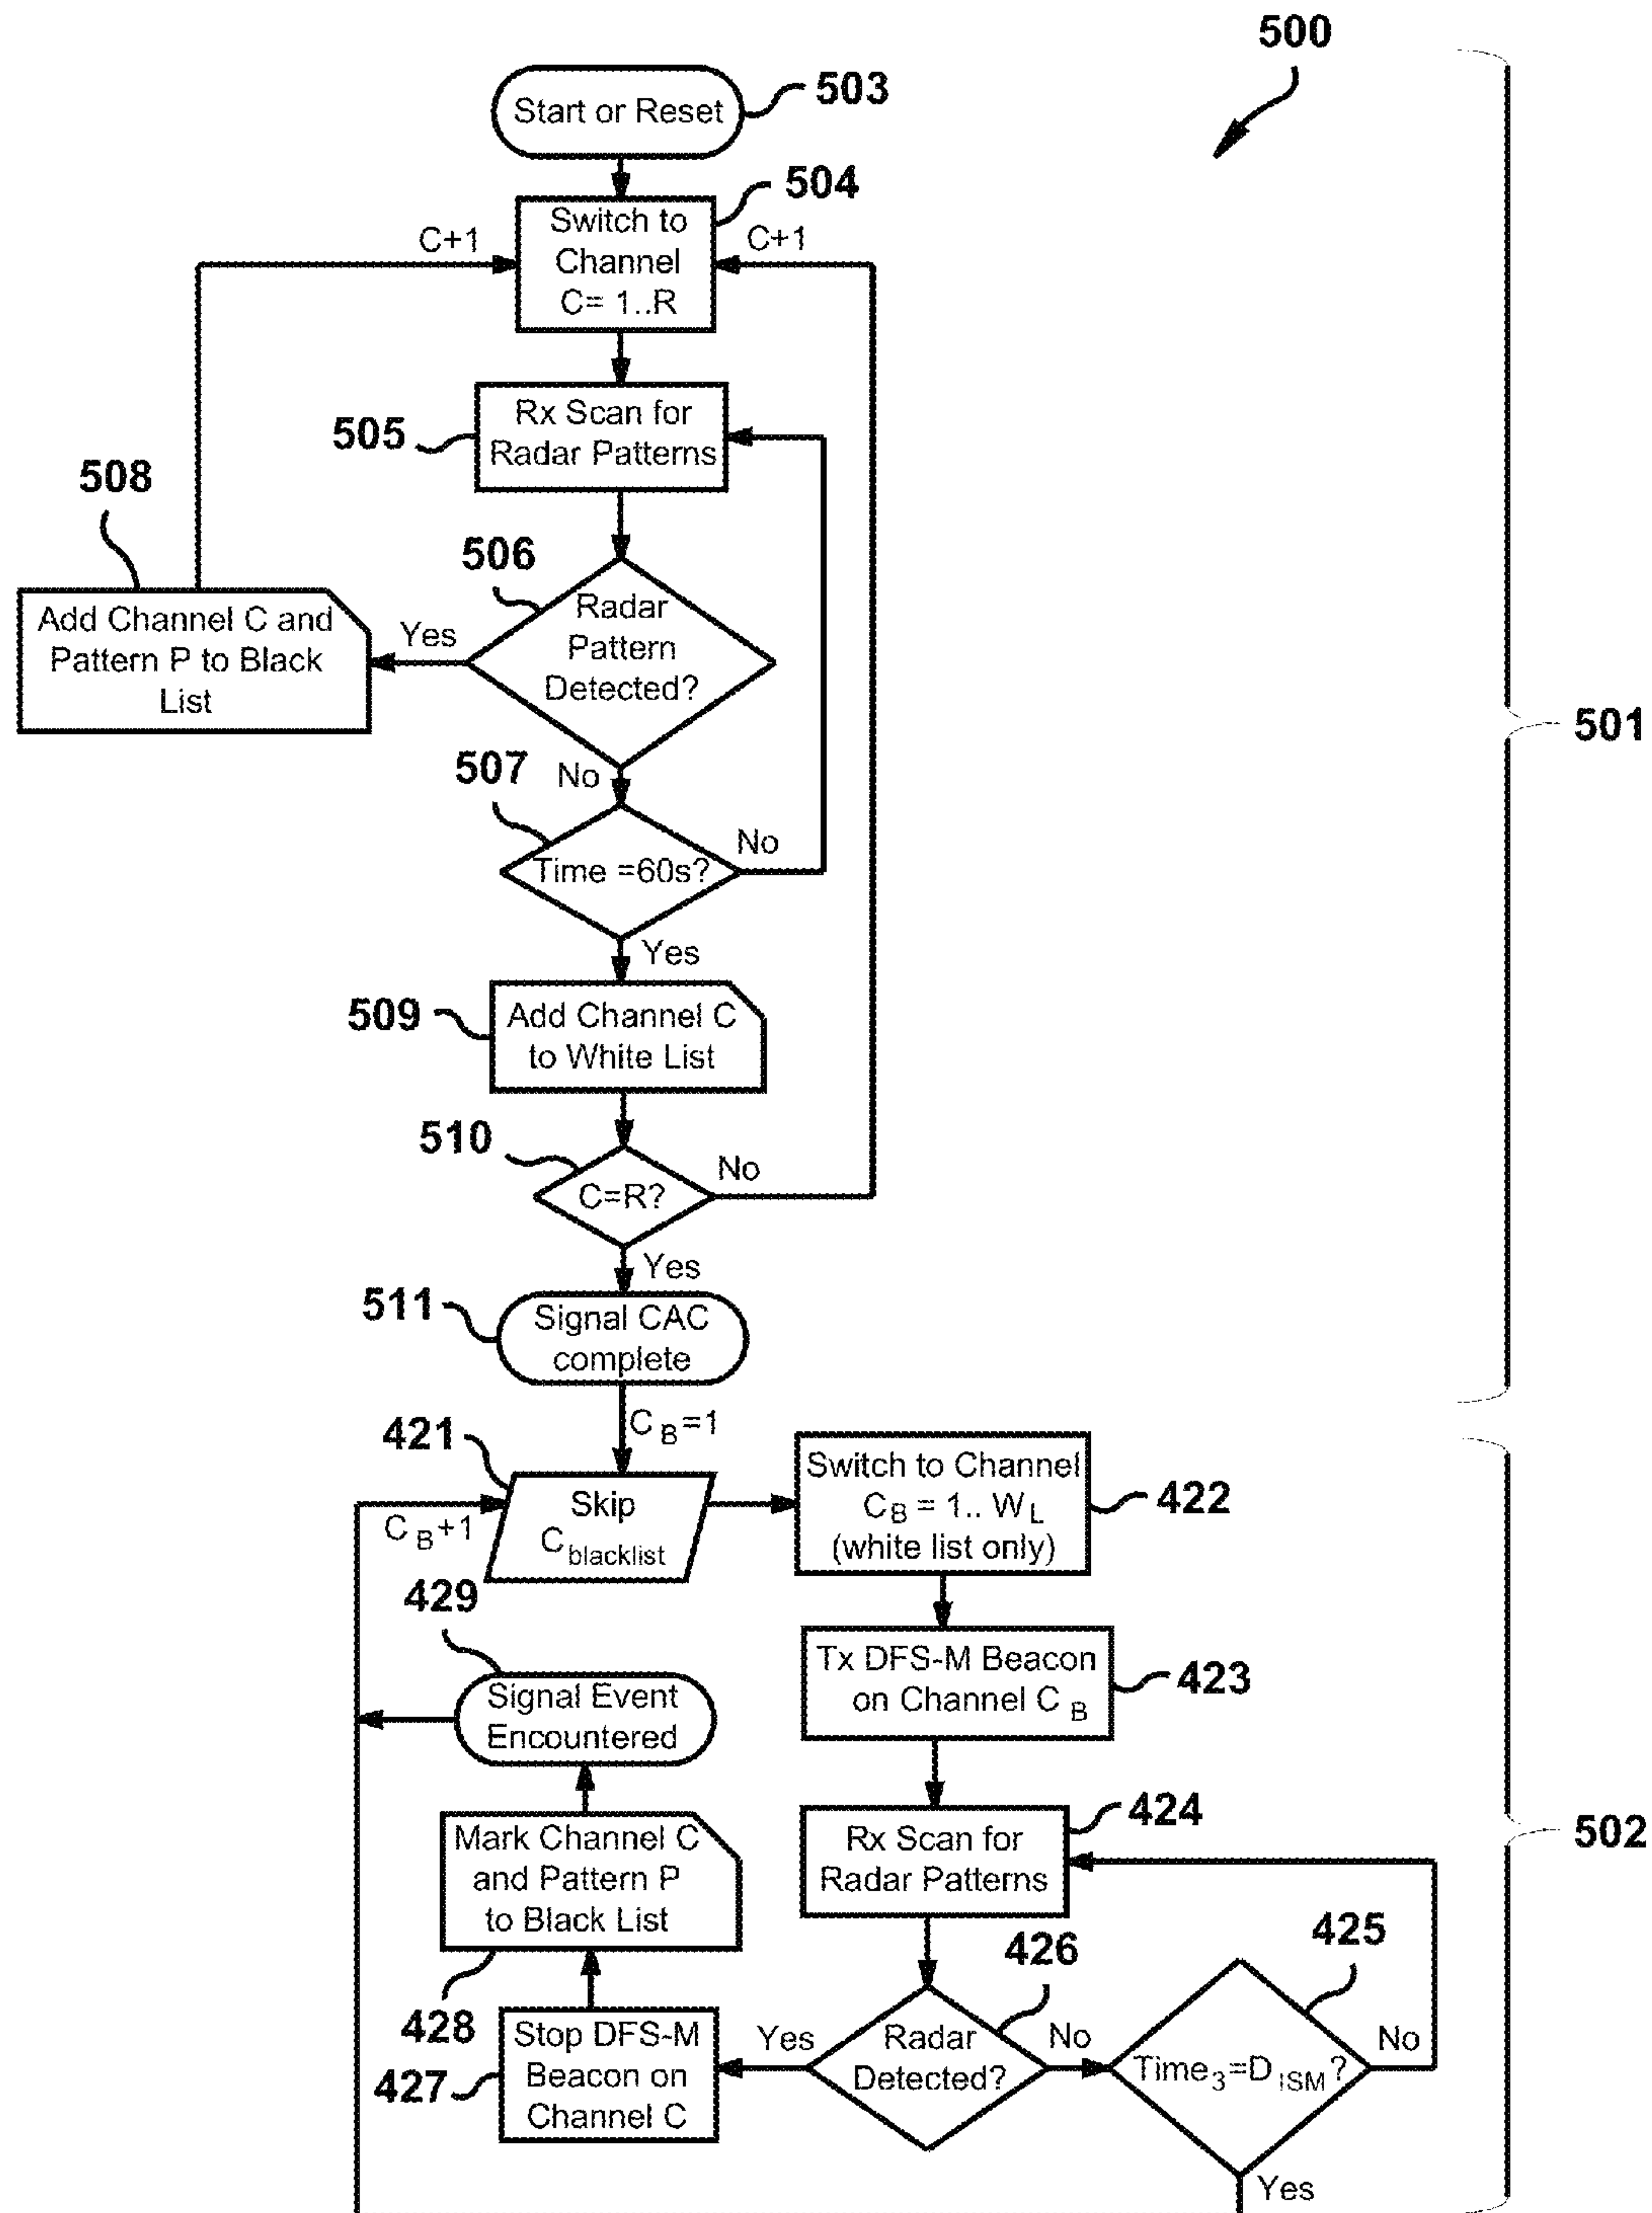 500
Start or Reset
503
504
Switch to
Channel
C= 1..R
C+1
C+1
Rx Scan for
Radar Patterns
505
508
506
Add Channel C and
Pattern P to Black
List
Yes
Radar
Pattern
Detected?
501
507
No
Time =60s?
No
Yes
509
Add Channel C
to White List
510
C=R?
No
Yes
511
Signal CAC
complete
C B =1
421
Skip
C blacklist
C B +1
Switch to Channel
C B = 1.. W L
(white list only)
422
429
Signal Event
Encountered
Tx DFS-M Beacon
on Channel C B
423
Mark Channel C
and Pattern P
to Black List
428
Rx Scan for
Radar Patterns
424
502
426
425
Stop DFS-M
Beacon on
Channel C
427
Yes
Radar
Detected?
No
Time3=D ISM ?
No
Yes